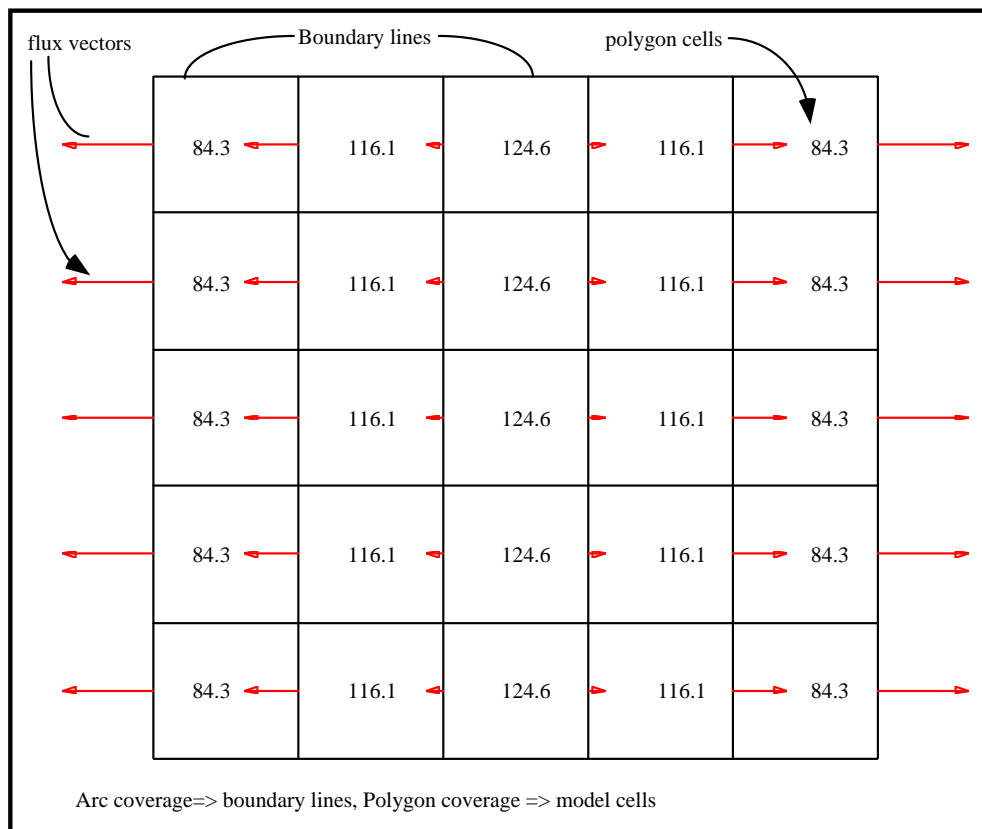 flux vectors
Boundary lines
polygon cells
84.3 116.1 124.6 116.1 84.3
84.3 116.1 124.6 116.1 84.3
84.3 116.1 124.6 116.1 84.3
84.3 116.1 124.6 116.1 84.3
84.3 116.1 124.6 116.1 84.3
Arc coverage=> boundary lines, Polygon coverage => model cells